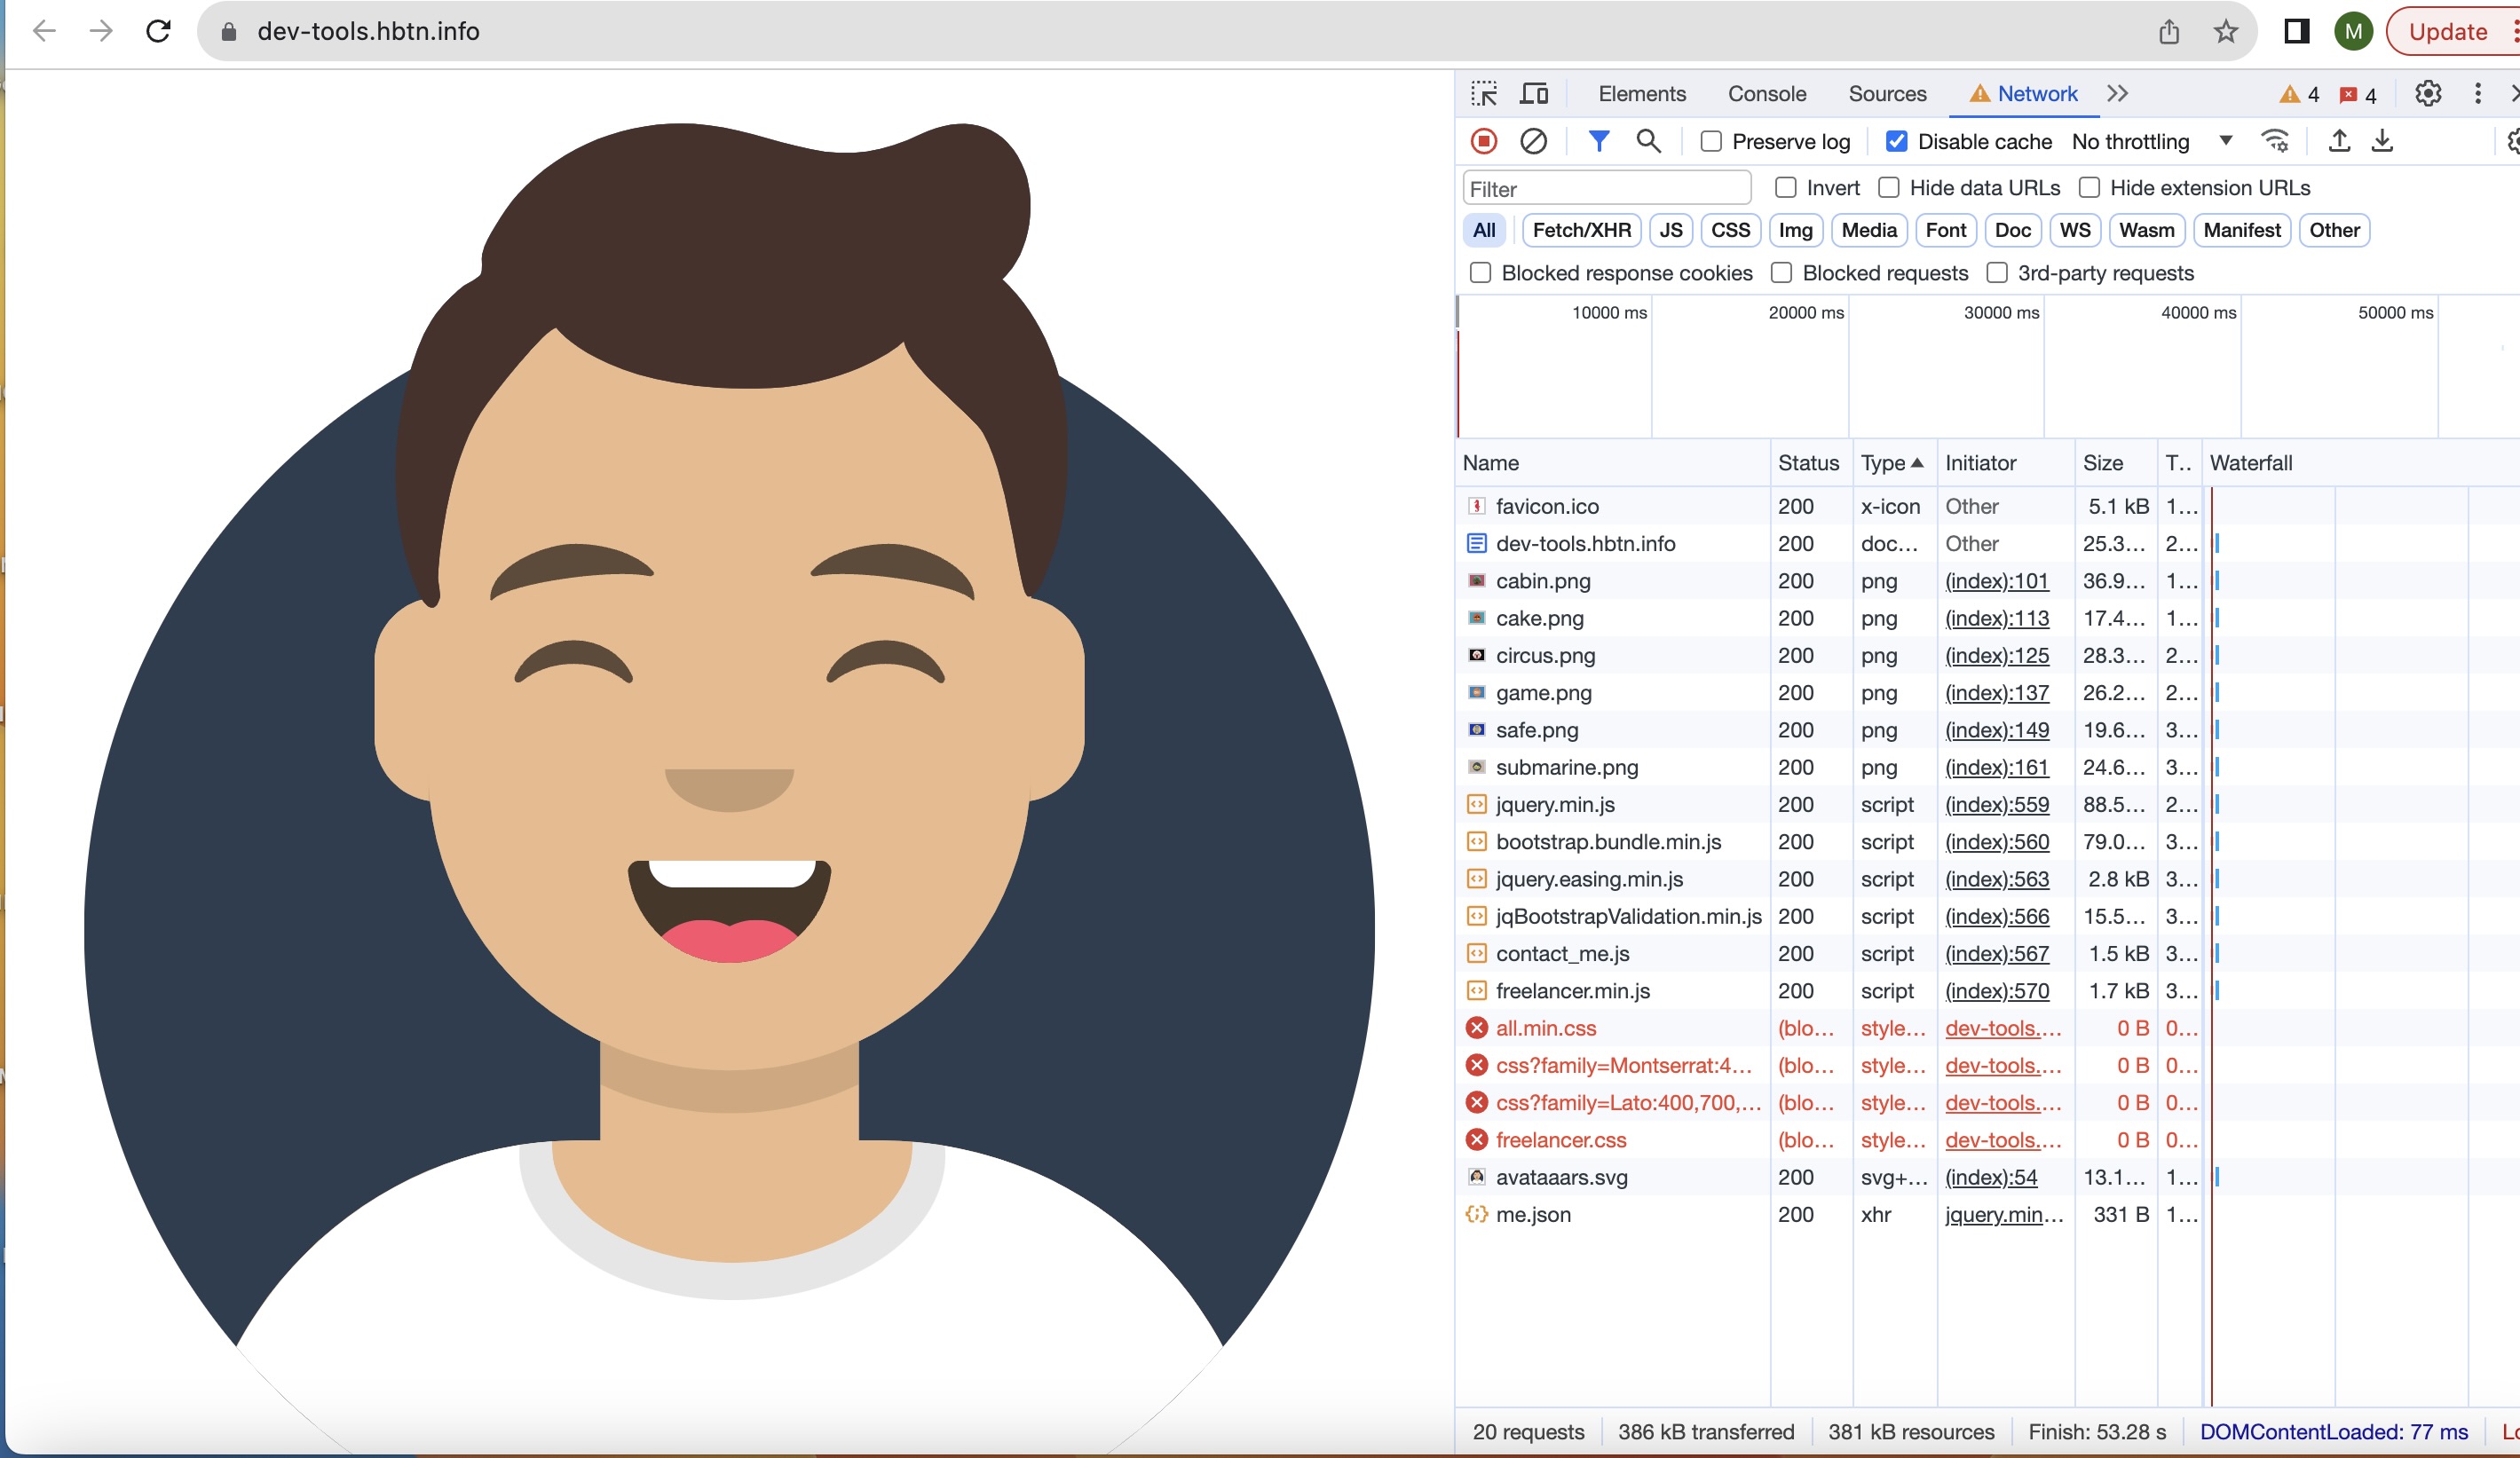 dev-tools.hbtn.info M Update
Elements Console Sources Network 4 4
Preserve log Disable cache No throttling
Filter Invert Hide data URLs Hide extension URLs
All Fetch/XHR JS CSS Img Media Font Doc WS Wasm Manifest Other
Blocked response cookies Blocked requests 3rd-party requests
10000 ms 20000 ms 30000 ms 40000 ms 50000 ms
Name Status Type Initiator Size T.. Waterfall
favicon.ico 200 x-icon Other 5.1 kB 1...
dev-tools.hbtn.info 200 doc... Other 25.3... 2...
cabin.png 200 png (index):101 36.9... 1...
cake.png 200 png (index):113 17.4... 1...
circus.png 200 png (index):125 28.3... 2...
game.png 200 png (index):137 26.2... 2...
safe.png 200 png (index):149 19.6... 3...
submarine.png 200 png (index):161 24.6... 3...
jquery.min.js 200 script (index):559 88.5... 2...
bootstrap.bundle.min.js 200 script (index):560 79.0... 3...
jquery.easing.min.js 200 script (index):563 2.8 kB 3...
jqBootstrapValidation.min.js 200 script (index):566 15.5... 3...
contact_me.js 200 script (index):567 1.5 kB 3...
freelancer.min.js 200 script (index):570 1.7 kB 3...
all.min.css (blo... style... dev-tools.... 0 B 0...
css?family=Montserrat:4... (blo... style... dev-tools.... 0 B 0...
css?family=Lato:400,700,... (blo... style... dev-tools.... 0 B 0...
freelancer.css (blo... style... dev-tools.... 0 B 0...
avataaars.svg 200 svg+... (index):54 13.1... 1...
me.json 200 xhr jquery.min... 331 B 1...
20 requests 386 kB transferred 381 kB resources Finish: 53.28 s DOMContentLoaded: 77 ms